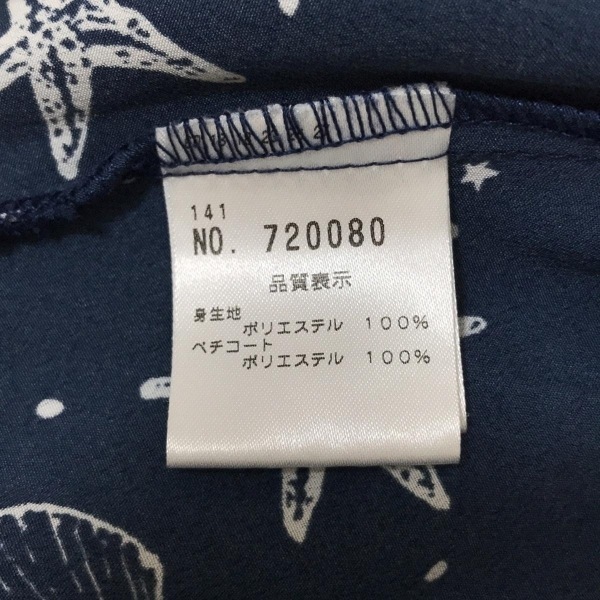 141
NO. 720080
品質表示
身生地
ポリエステル 100%
ペチコート
ポリエステル 100%